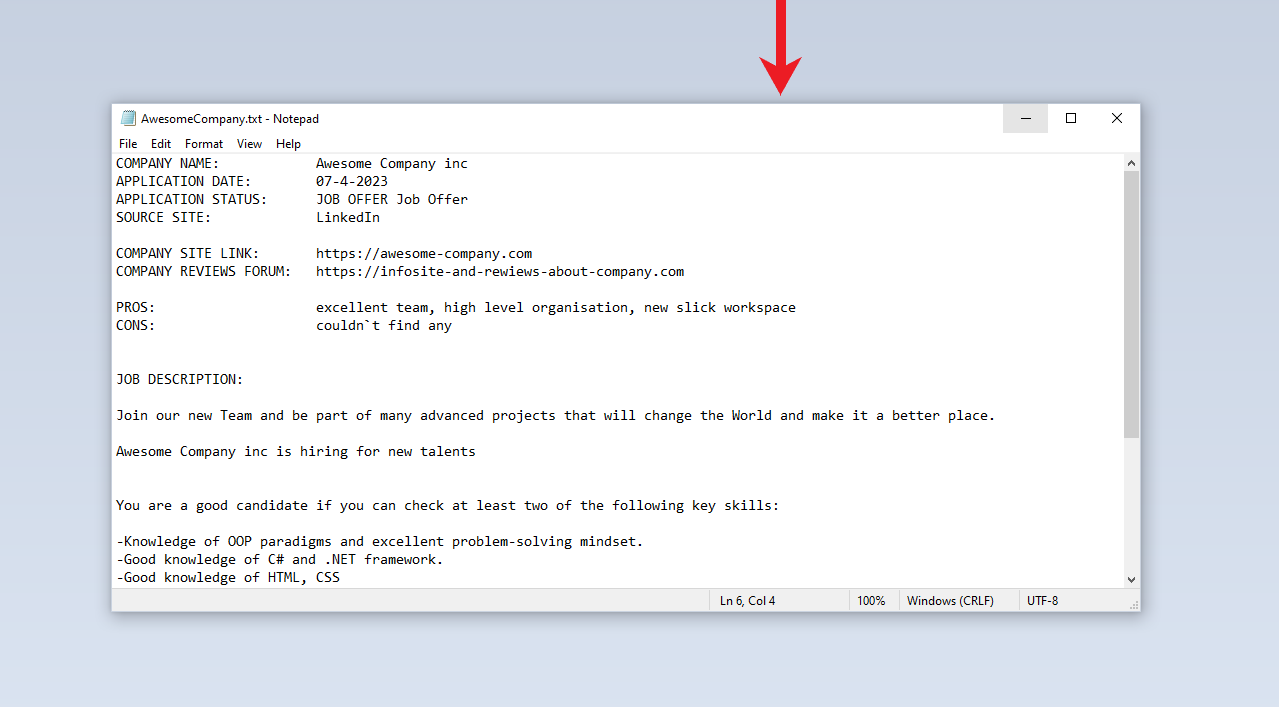 AwesomeCompany.txt - Notepad
File Edit Format View Help
COMPANY NAME: Awesome Company inc
APPLICATION DATE: 07-4-2023
APPLICATION STATUS: JOB OFFER Job Offer
SOURCE SITE: LinkedIn
COMPANY SITE LINK: https://awesome-company.com
COMPANY REVIEWS FORUM: https://infosite-and-rewiews-about-company.com
PROS: excellent team, high level organisation, new slick workspace
CONS: couldn`t find any
JOB DESCRIPTION:
Join our new Team and be part of many advanced projects that will change the World and make it a better place.
Awesome Company inc is hiring for new talents
You are a good candidate if you can check at least two of the following key skills:
-Knowledge of OOP paradigms and excellent problem-solving mindset.
-Good knowledge of C# and .NET framework.
-Good knowledge of HTML, CSS
Ln 6, Col 4 100% Windows (CRLF) UTF-8